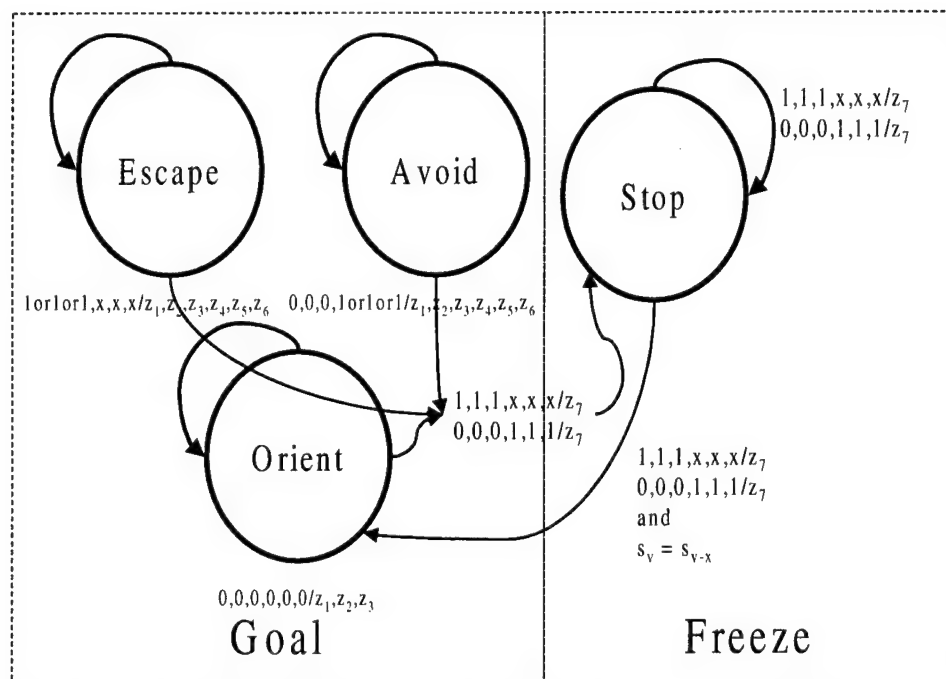 Escape
Avoid
Stop
1,1,1,x,x,x/z₇
0,0,0,1,1,1/z₇
1or1or1,x,x,x/z₁,z₂,z₃,z₄,z₅,z₆
0,0,0,1or1or1/z₁,z₂,z₃,z₄,z₅,z₆
Orient
1,1,1,x,x,x/z₇
0,0,0,1,1,1/z₇
1,1,1,x,x,x/z₇
0,0,0,1,1,1/z₇
and
sᵥ = sᵥ₋ₓ
0,0,0,0,0,0/z₁,z₂,z₃
Goal
Freeze